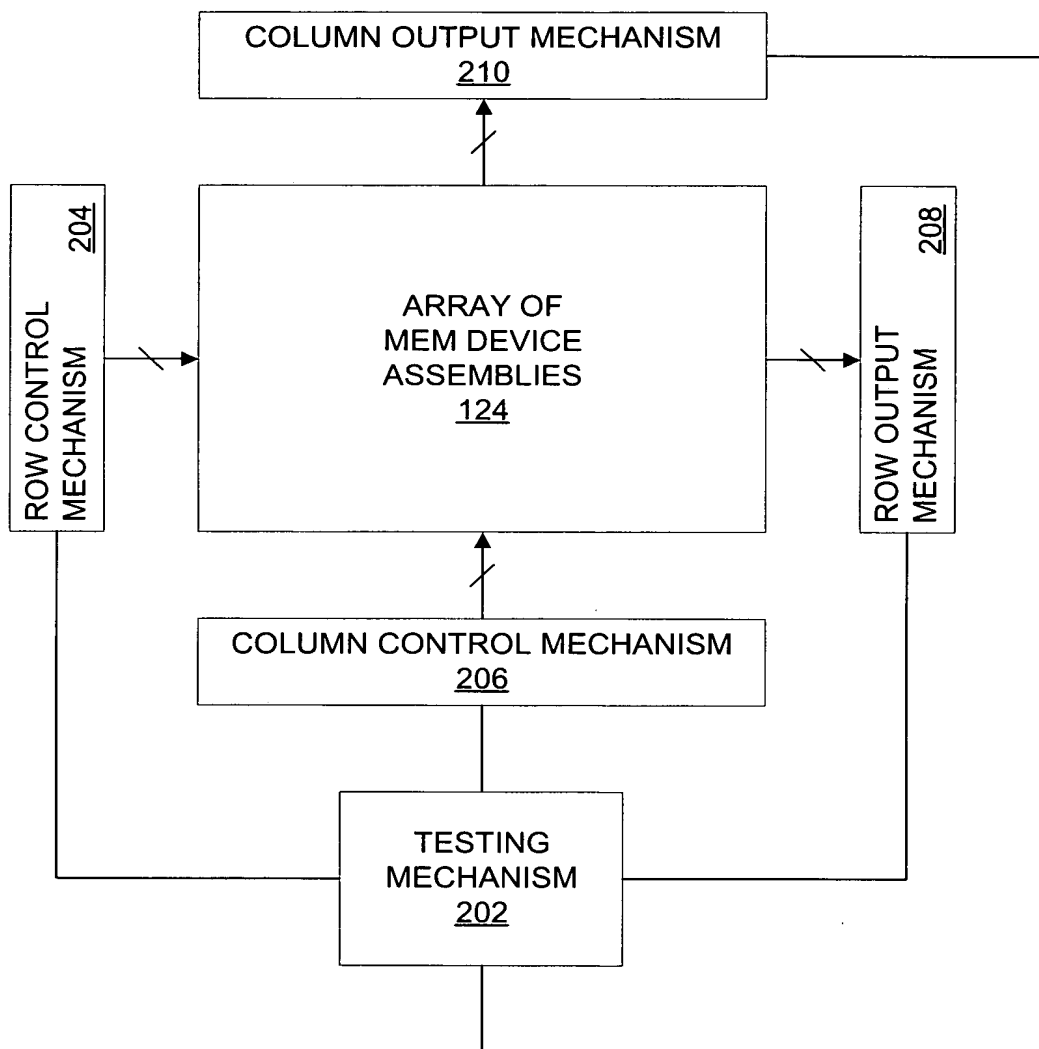 COLUMN OUTPUT MECHANISM
210
ROW CONTROL
MECHANISM
204
ARRAY OF
MEM DEVICE
ASSEMBLIES
124
ROW OUTPUT
MECHANISM
208
COLUMN CONTROL MECHANISM
206
TESTING
MECHANISM
202